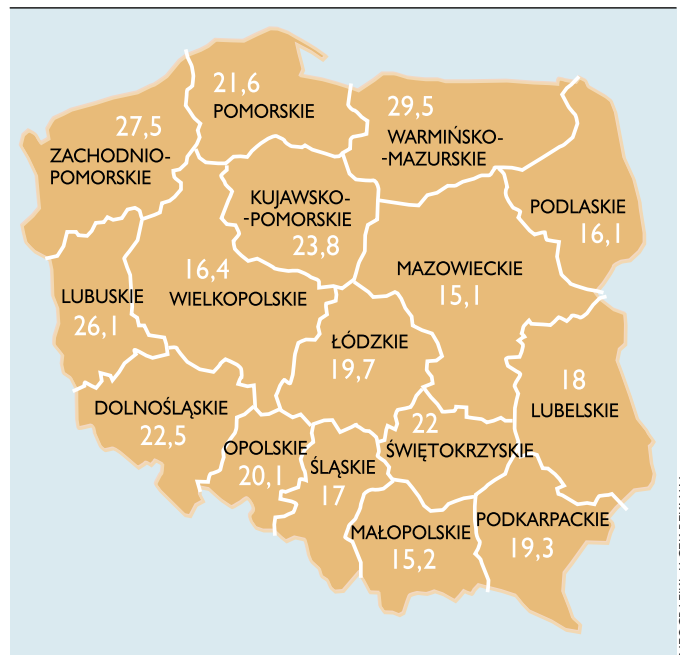 21,6
POMORSKIE
29,5
WARMIŃSKO-
-MAZURSKIE
27,5
ZACHODNIO-
POMORSKIE
KUJAWSKO-
-POMORSKIE
23,8
PODLASKIE
16,1
16,4
WIELKOPOLSKIE
MAZOWIECKIE
15,1
LUBUSKIE
26,1
ŁÓDZKIE
19,7
18
LUBELSKIE
DOLNOŚLĄSKIE
22,5
22
ŚWIĘTOKRZYSKIE
OPOLSKIE
20,1
ŚLĄSKIE
17
MAŁOPOLSKIE
15,2
PODKARPACKIE
19,3